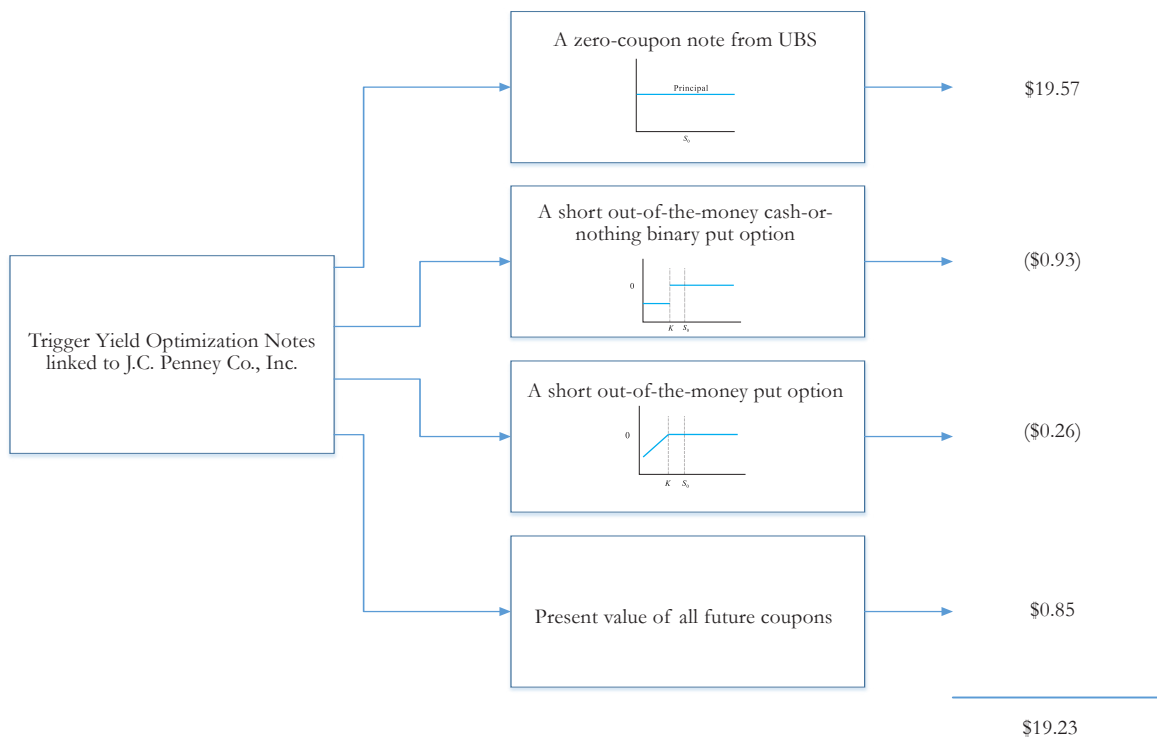 A zero-coupon note from UBS
Principal
S₀
$19.57
A short out-of-the-money cash-or-
nothing binary put option
0
K
S₀
($0.93)
Trigger Yield Optimization Notes
linked to J.C. Penney Co., Inc.
A short out-of-the-money put option
0
K
S₀
($0.26)
Present value of all future coupons
$0.85
$19.23